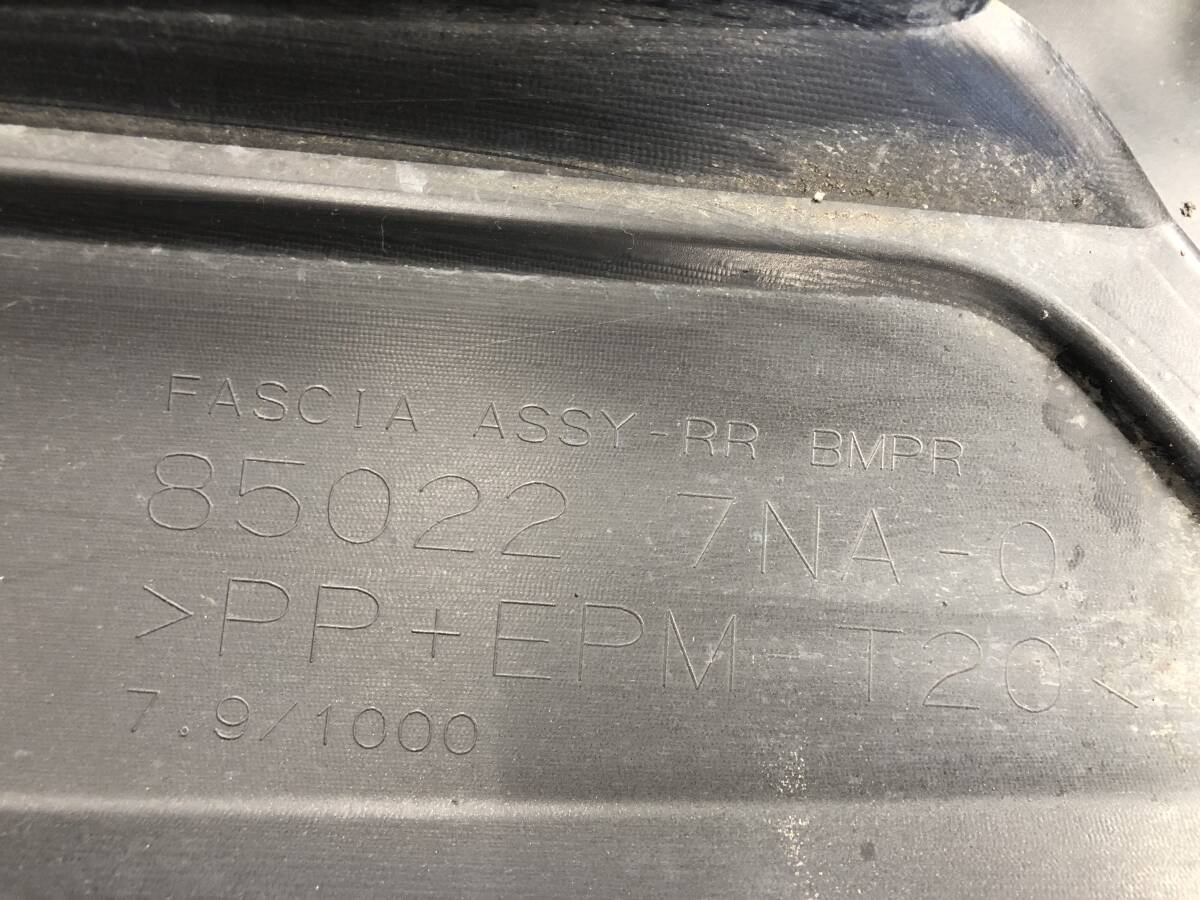 FASCIA ASSY-RR BMPR
85022 7NA-0
>PP+EPM-T20<
7.9/1000